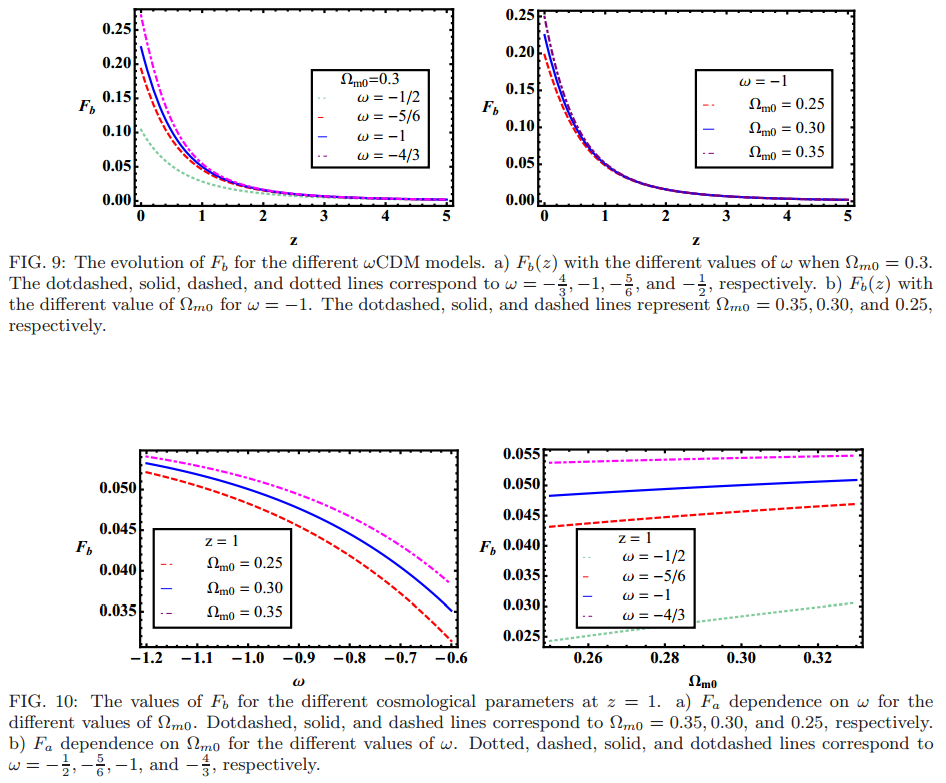 0.25
0.20
0.15
0.10
0.05
0.00
F_b
Ω_m0=0.3
ω = −1/2
ω = −5/6
ω = −1
ω = −4/3
0 1 2 3 4 5
z
0.25
0.20
0.15
0.10
0.05
0.00
F_b
ω = −1
Ω_m0 = 0.25
Ω_m0 = 0.30
Ω_m0 = 0.35
0 1 2 3 4 5
z
FIG. 9: The evolution of F_b for the different ωCDM models. a) F_b(z) with the different values of ω when Ω_m0 = 0.3.
The dotdashed, solid, dashed, and dotted lines correspond to ω = −4/3, −1, −5/6, and −1/2, respectively. b) F_b(z) with
the different value of Ω_m0 for ω = −1. The dotdashed, solid, and dashed lines represent Ω_m0 = 0.35, 0.30, and 0.25,
respectively.
0.050
0.045
0.040
0.035
F_b
z = 1
Ω_m0 = 0.25
Ω_m0 = 0.30
Ω_m0 = 0.35
-1.2 -1.1 -1.0 -0.9 -0.8 -0.7 -0.6
ω
0.055
0.050
0.045
0.040
0.035
0.030
0.025
F_b
z = 1
ω = −1/2
ω = −5/6
ω = −1
ω = −4/3
0.26 0.28 0.30 0.32
Ω_m0
FIG. 10: The values of F_b for the different cosmological parameters at z = 1. a) F_a dependence on ω for the
different values of Ω_m0. Dotdashed, solid, and dashed lines correspond to Ω_m0 = 0.35, 0.30, and 0.25, respectively.
b) F_a dependence on Ω_m0 for the different values of ω. Dotted, dashed, solid, and dotdashed lines correspond to
ω = −1/2, −5/6, −1, and −4/3, respectively.